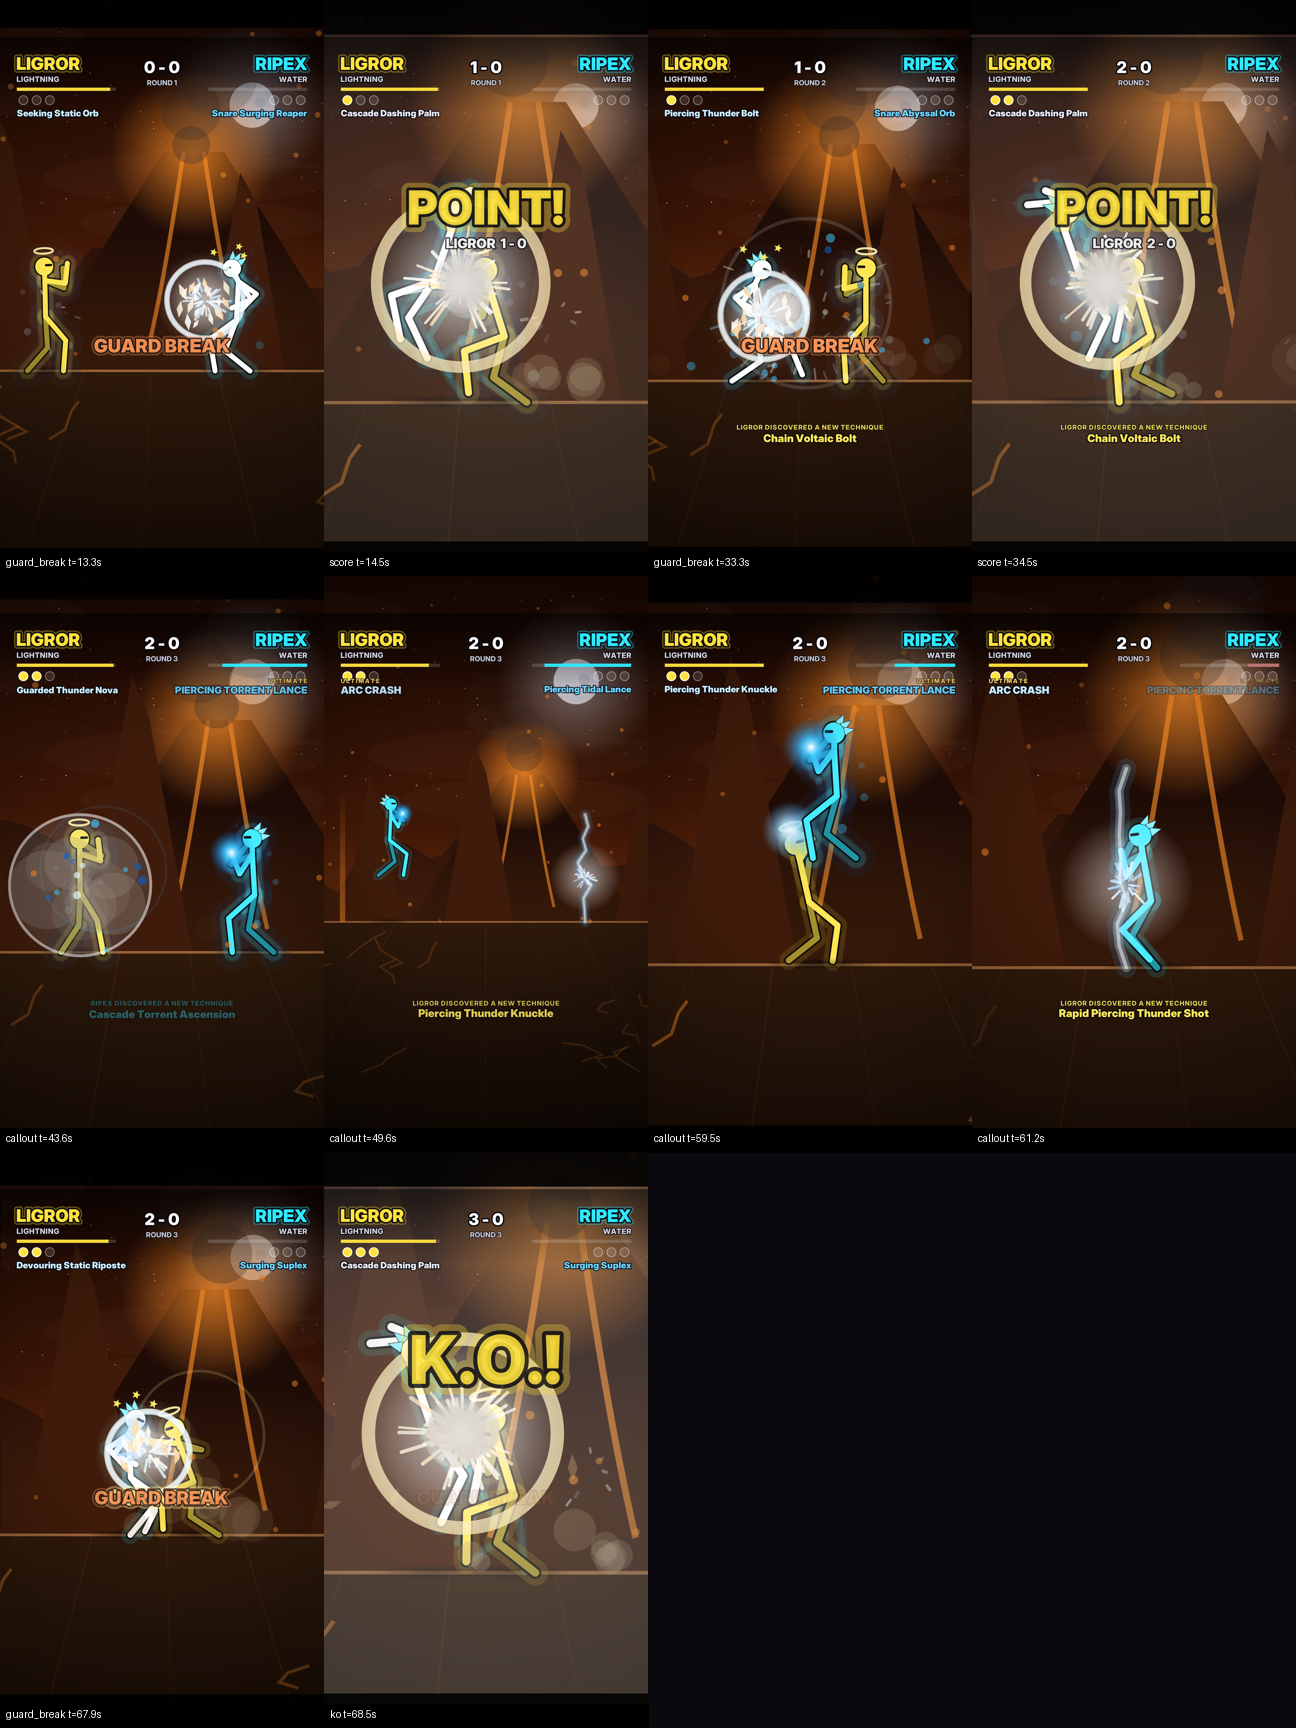 LIGROR
0 - 0
RIPEX
LIGHTNING
ROUND 1
WATER
Seeking Static Orb
Snare Surging Reaper
GUARD BREAK
guard_break t=13.3s
LIGROR
1 - 0
RIPEX
LIGHTNING
ROUND 1
WATER
Cascade Dashing Palm
POINT!
LIGROR 1 - 0
score t=14.5s
LIGROR
1 - 0
RIPEX
LIGHTNING
ROUND 2
WATER
Piercing Thunder Bolt
Snare Abyssal Orb
GUARD BREAK
LIGROR DISCOVERED A NEW TECHNIQUE
Chain Voltaic Bolt
guard_break t=33.3s
LIGROR
2 - 0
RIPEX
LIGHTNING
ROUND 2
WATER
Cascade Dashing Palm
POINT!
LIGROR 2 - 0
LIGROR DISCOVERED A NEW TECHNIQUE
Chain Voltaic Bolt
score t=34.5s
LIGROR
2 - 0
RIPEX
LIGHTNING
ROUND 3
WATER
ULTIMATE
Guarded Thunder Nova
PIERCING TORRENT LANCE
RIPEX DISCOVERED A NEW TECHNIQUE
Cascade Torrent Ascension
callout t=43.6s
LIGROR
2 - 0
RIPEX
LIGHTNING
ROUND 3
WATER
ULTIMATE
ARC CRASH
Piercing Tidal Lance
LIGROR DISCOVERED A NEW TECHNIQUE
Piercing Thunder Knuckle
callout t=49.6s
LIGROR
2 - 0
RIPEX
LIGHTNING
ROUND 3
WATER
ULTIMATE
Piercing Thunder Knuckle
PIERCING TORRENT LANCE
callout t=59.5s
LIGROR
2 - 0
RIPEX
LIGHTNING
ROUND 3
WATER
ULTIMATE
ARC CRASH
PIERCING TORRENT LANCE
LIGROR DISCOVERED A NEW TECHNIQUE
Rapid Piercing Thunder Shot
callout t=61.2s
LIGROR
2 - 0
RIPEX
LIGHTNING
ROUND 3
WATER
Devouring Static Riposte
Surging Suplex
GUARD BREAK
guard_break t=67.9s
LIGROR
3 - 0
RIPEX
LIGHTNING
ROUND 3
WATER
Cascade Dashing Palm
Surging Suplex
K.O.!
GUARD BREAK
ko t=68.5s